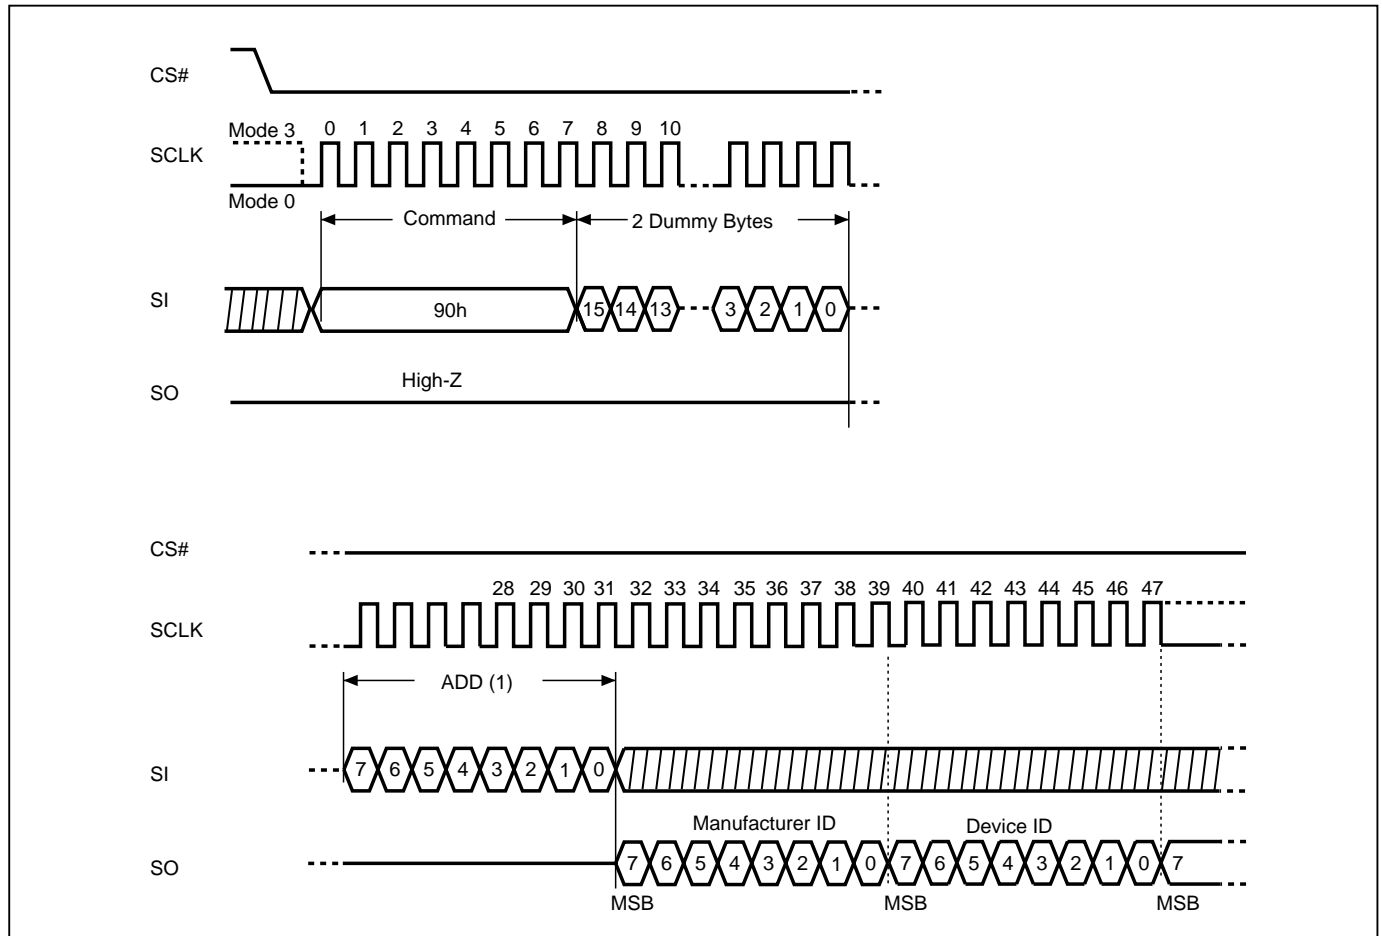 CS#
Mode 3 0 1 2 3 4 5 6 7 8 9 10
SCLK
Mode 0
Command 2 Dummy Bytes
SI 90h 15 14 13 3 2 1 0
High-Z
SO
CS#
28 29 30 31 32 33 34 35 36 37 38 39 40 41 42 43 44 45 46 47
SCLK
ADD (1)
SI 7 6 5 4 3 2 1 0
Manufacturer ID Device ID
SO 7 6 5 4 3 2 1 0 7 6 5 4 3 2 1 0 7
MSB MSB MSB